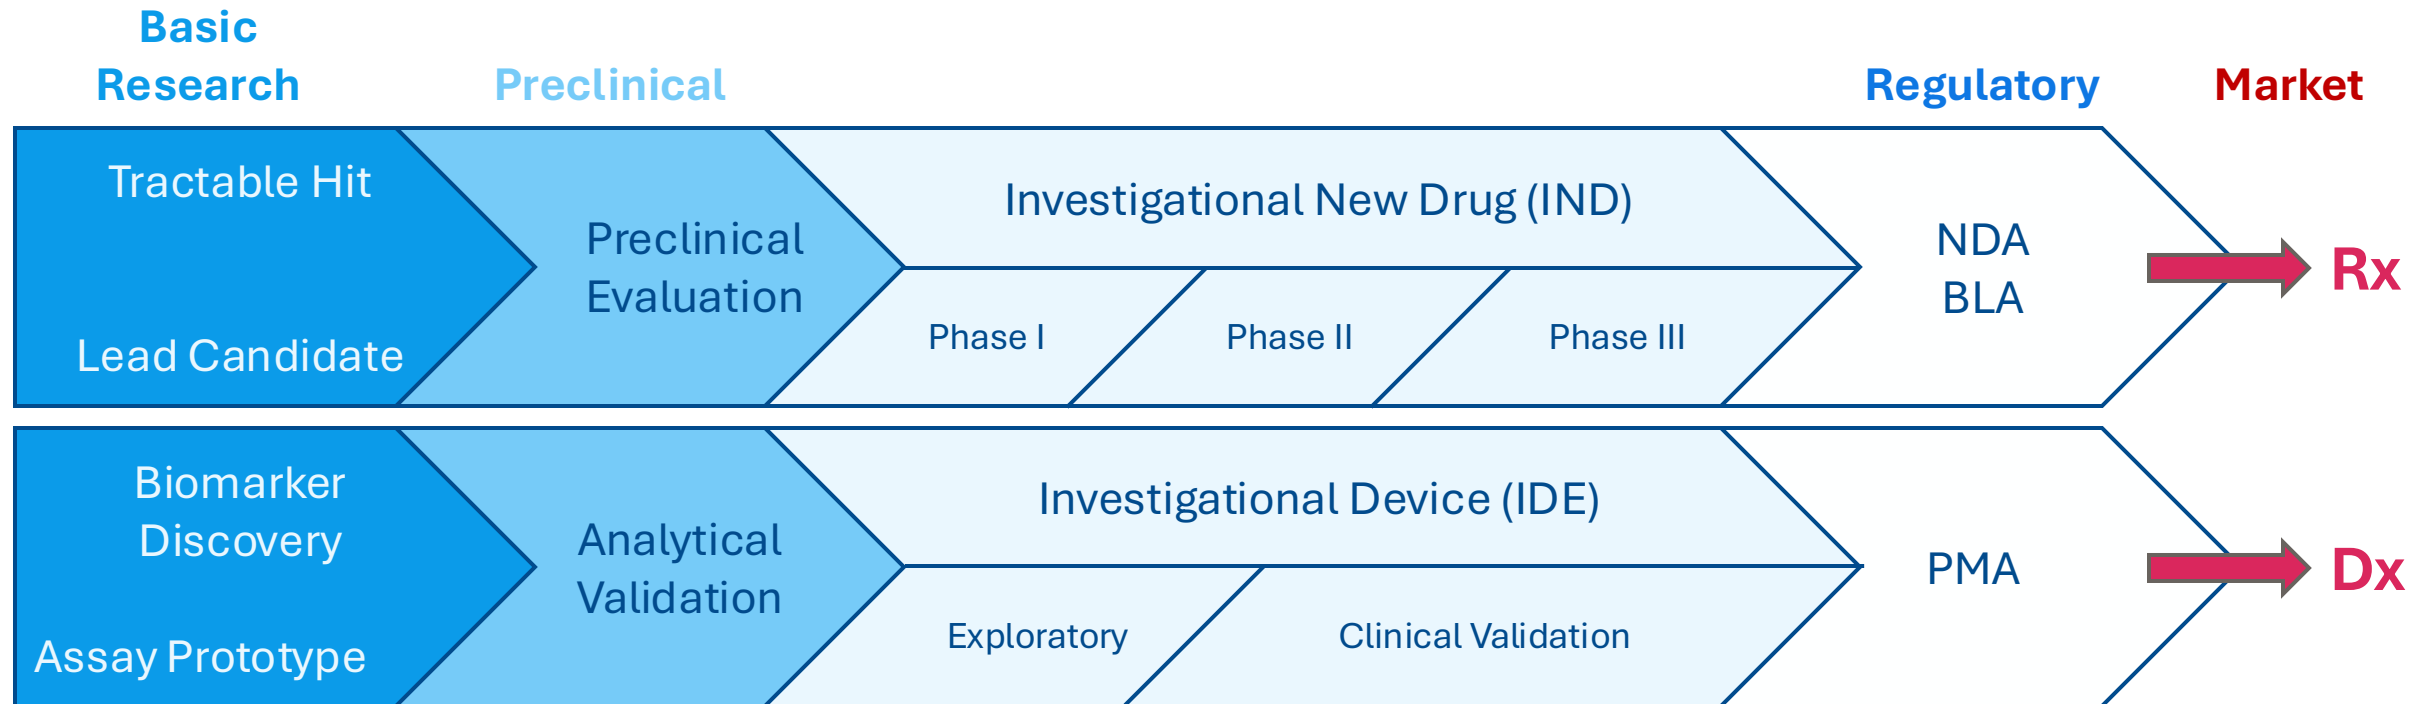 Basic
Research
Preclinical
Regulatory
Market
Tractable Hit
Lead Candidate
Preclinical
Evaluation
Investigational New Drug (IND)
Phase I
Phase II
Phase III
NDA
BLA
Rx
Biomarker
Discovery
Assay Prototype
Analytical
Validation
Investigational Device (IDE)
Exploratory
Clinical Validation
PMA
Dx